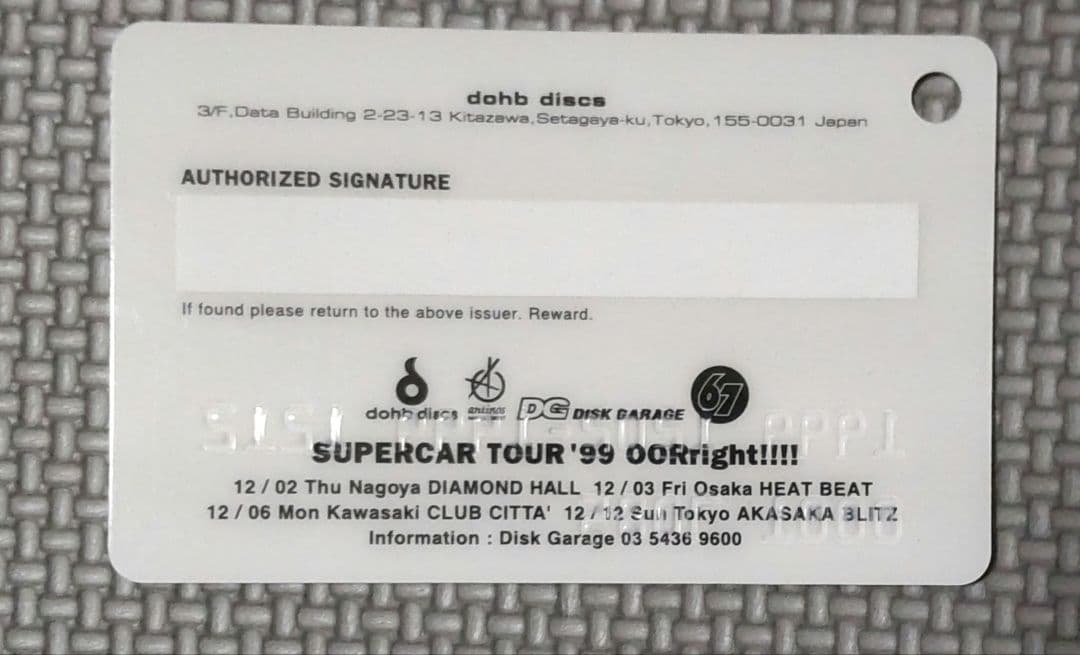 dohb discs
3/F,Data Building 2-23-13 Kitazawa,Setagaya-ku,Tokyo,155-0031 Japan
AUTHORIZED SIGNATURE
If found please return to the above issuer. Reward.
dohb discs antinos DG DISK GARAGE 67
SUPERCAR TOUR '99 OORright!!!!
12 / 02 Thu Nagoya DIAMOND HALL 12 / 03 Fri Osaka HEAT BEAT
12 / 06 Mon Kawasaki CLUB CITTA' 12 / 12 Sun Tokyo AKASAKA BLITZ
Information : Disk Garage 03 5436 9600